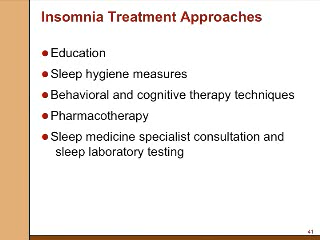 Insomnia Treatment Approaches
●Education
●Sleep hygiene measures
●Behavioral and cognitive therapy techniques
●Pharmacotherapy
●Sleep medicine specialist consultation and
sleep laboratory testing
41